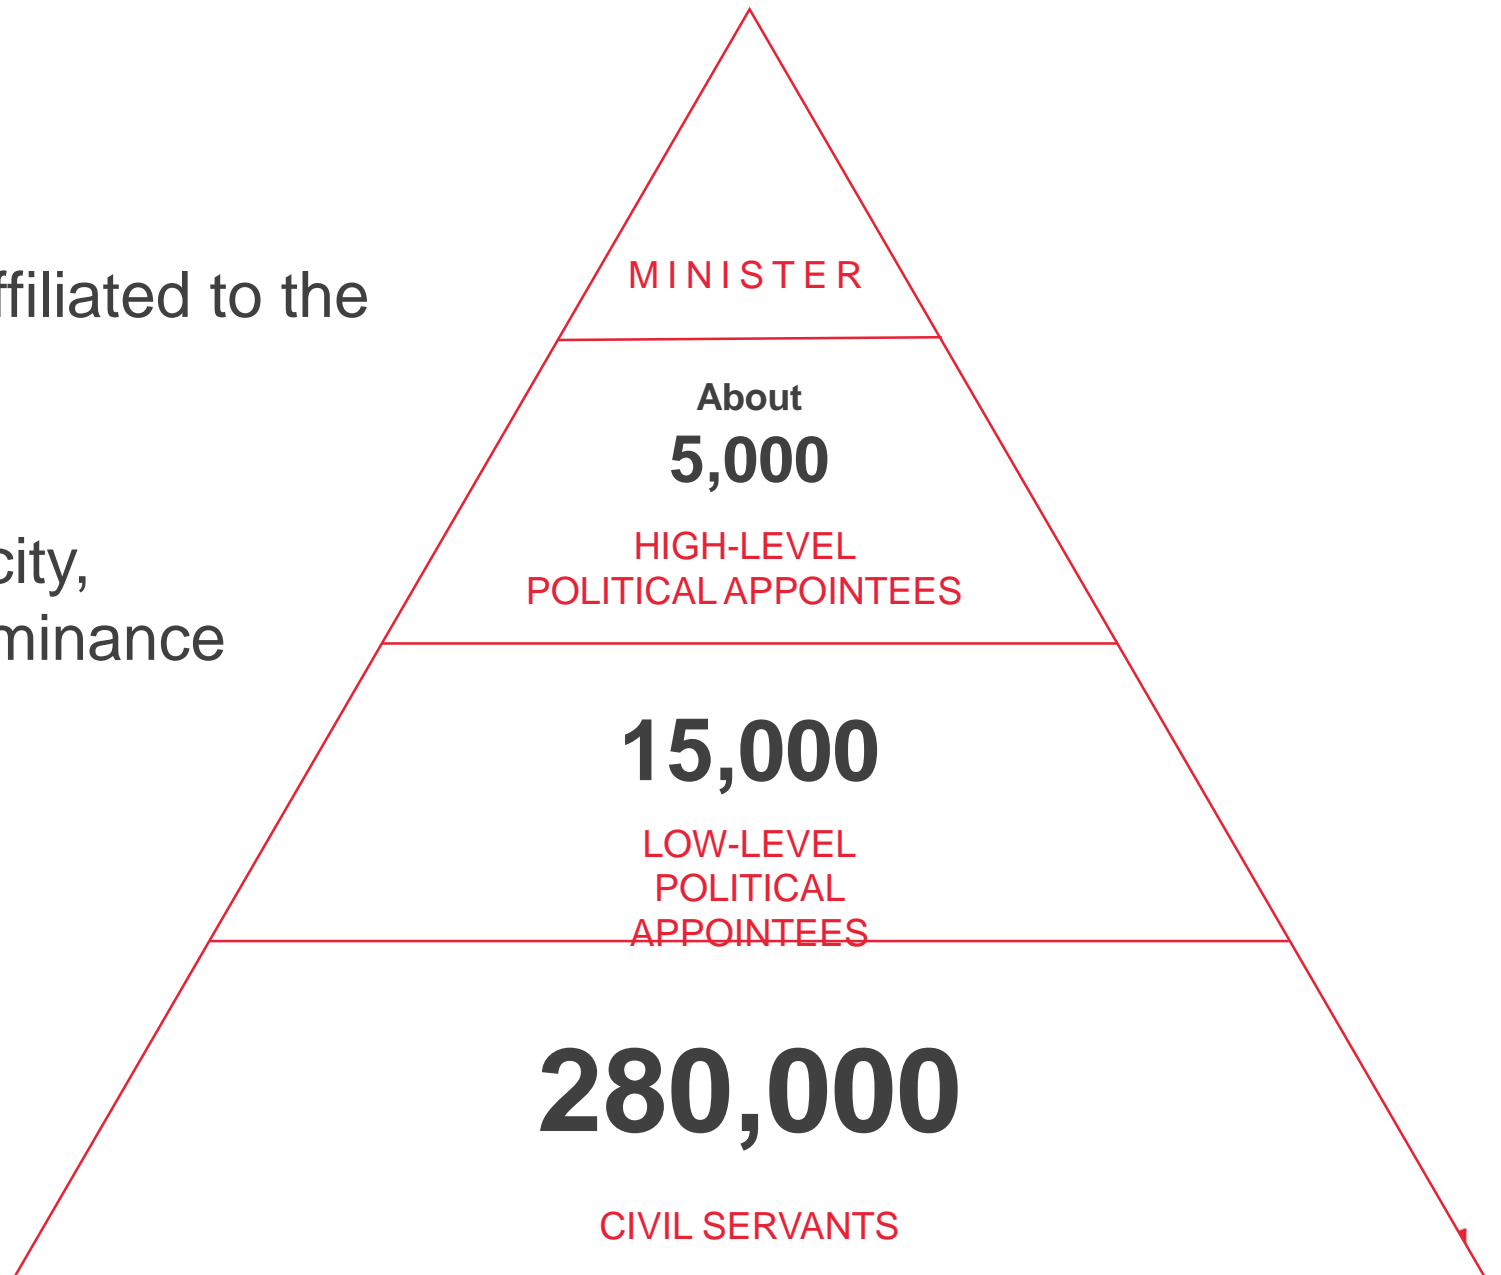 MINISTER
ffiliated to the
About
5,000
HIGH-LEVEL
POLITICAL APPOINTEES
city,
minance
15,000
LOW-LEVEL
POLITICAL
APPOINTEES
280,000
CIVIL SERVANTS